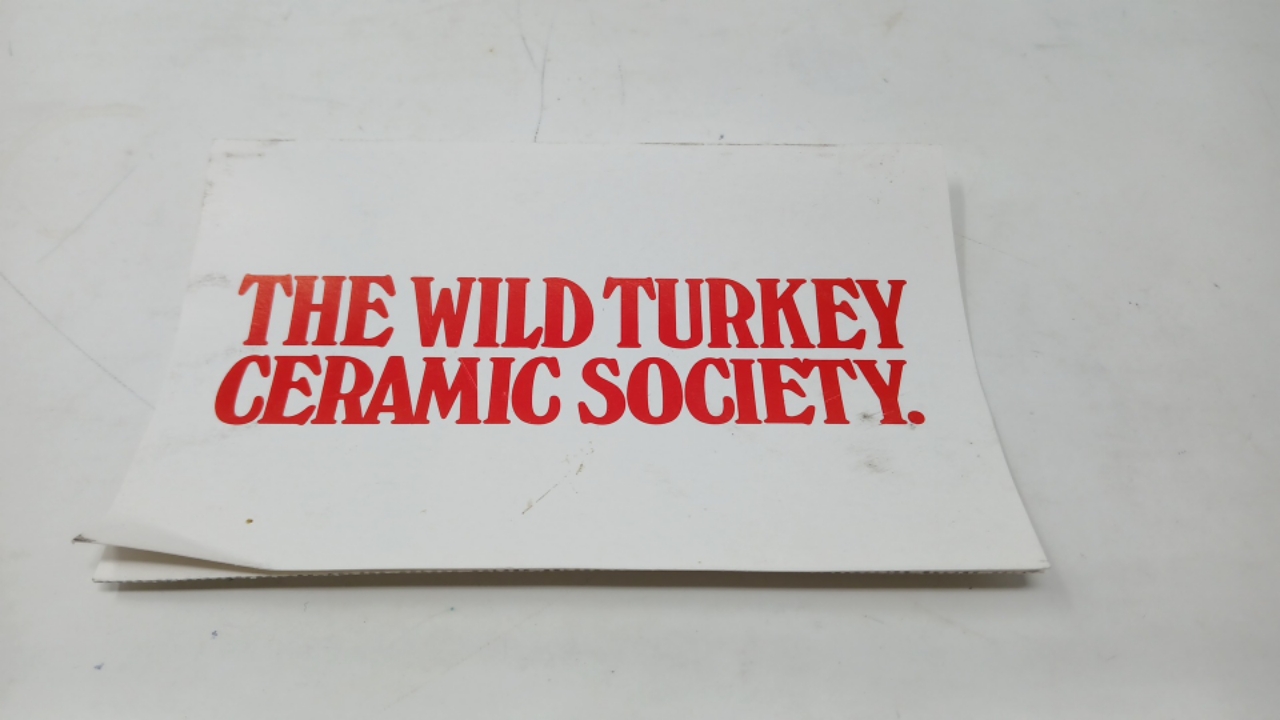 THE WILD TURKEY
CERAMIC SOCIETY.